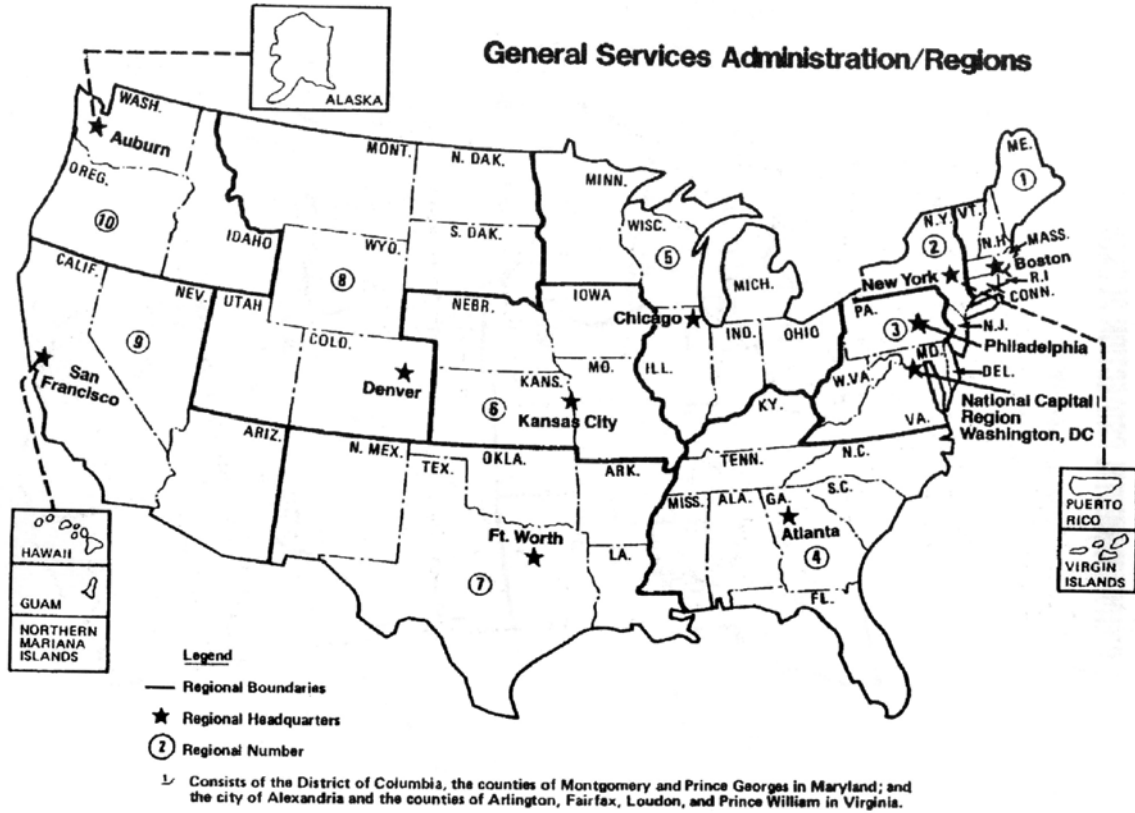 General Services Administration/Regions
ALASKA
WASH.
Auburn
OREG.
10
IDAHO
MONT.
N. DAK.
S. DAK.
WYO.
8
MINN.
WISC.
5
MICH.
ME.
1
N.Y.
VT.
2
N.H.
MASS.
Boston
R.I
CONN.
New York
CALIF.
NEV.
9
UTAH
COLO.
Denver
NEBR.
IOWA
Chicago
IND.
OHIO
PA.
3
N.J.
Philadelphia
MD.
DEL.
San
Francisco
KANS.
6
MO.
Kansas City
ILL.
KY.
W.VA.
VA.
National Capital
Region
Washington, DC
ARIZ.
N. MEX.
TEX.
OKLA.
ARK.
TENN.
N.C.
S.C.
MISS.
ALA.
GA.
Atlanta
4
FL.
Ft. Worth
7
LA.
HAWAII
GUAM
NORTHERN
MARIANA
ISLANDS
PUERTO
RICO
VIRGIN
ISLANDS
Legend
Regional Boundaries
Regional Headquarters
2 Regional Number
1/ Consists of the District of Columbia, the counties of Montgomery and Prince Georges in Maryland; and
the city of Alexandria and the counties of Arlington, Fairfax, Loudon, and Prince William in Virginia.